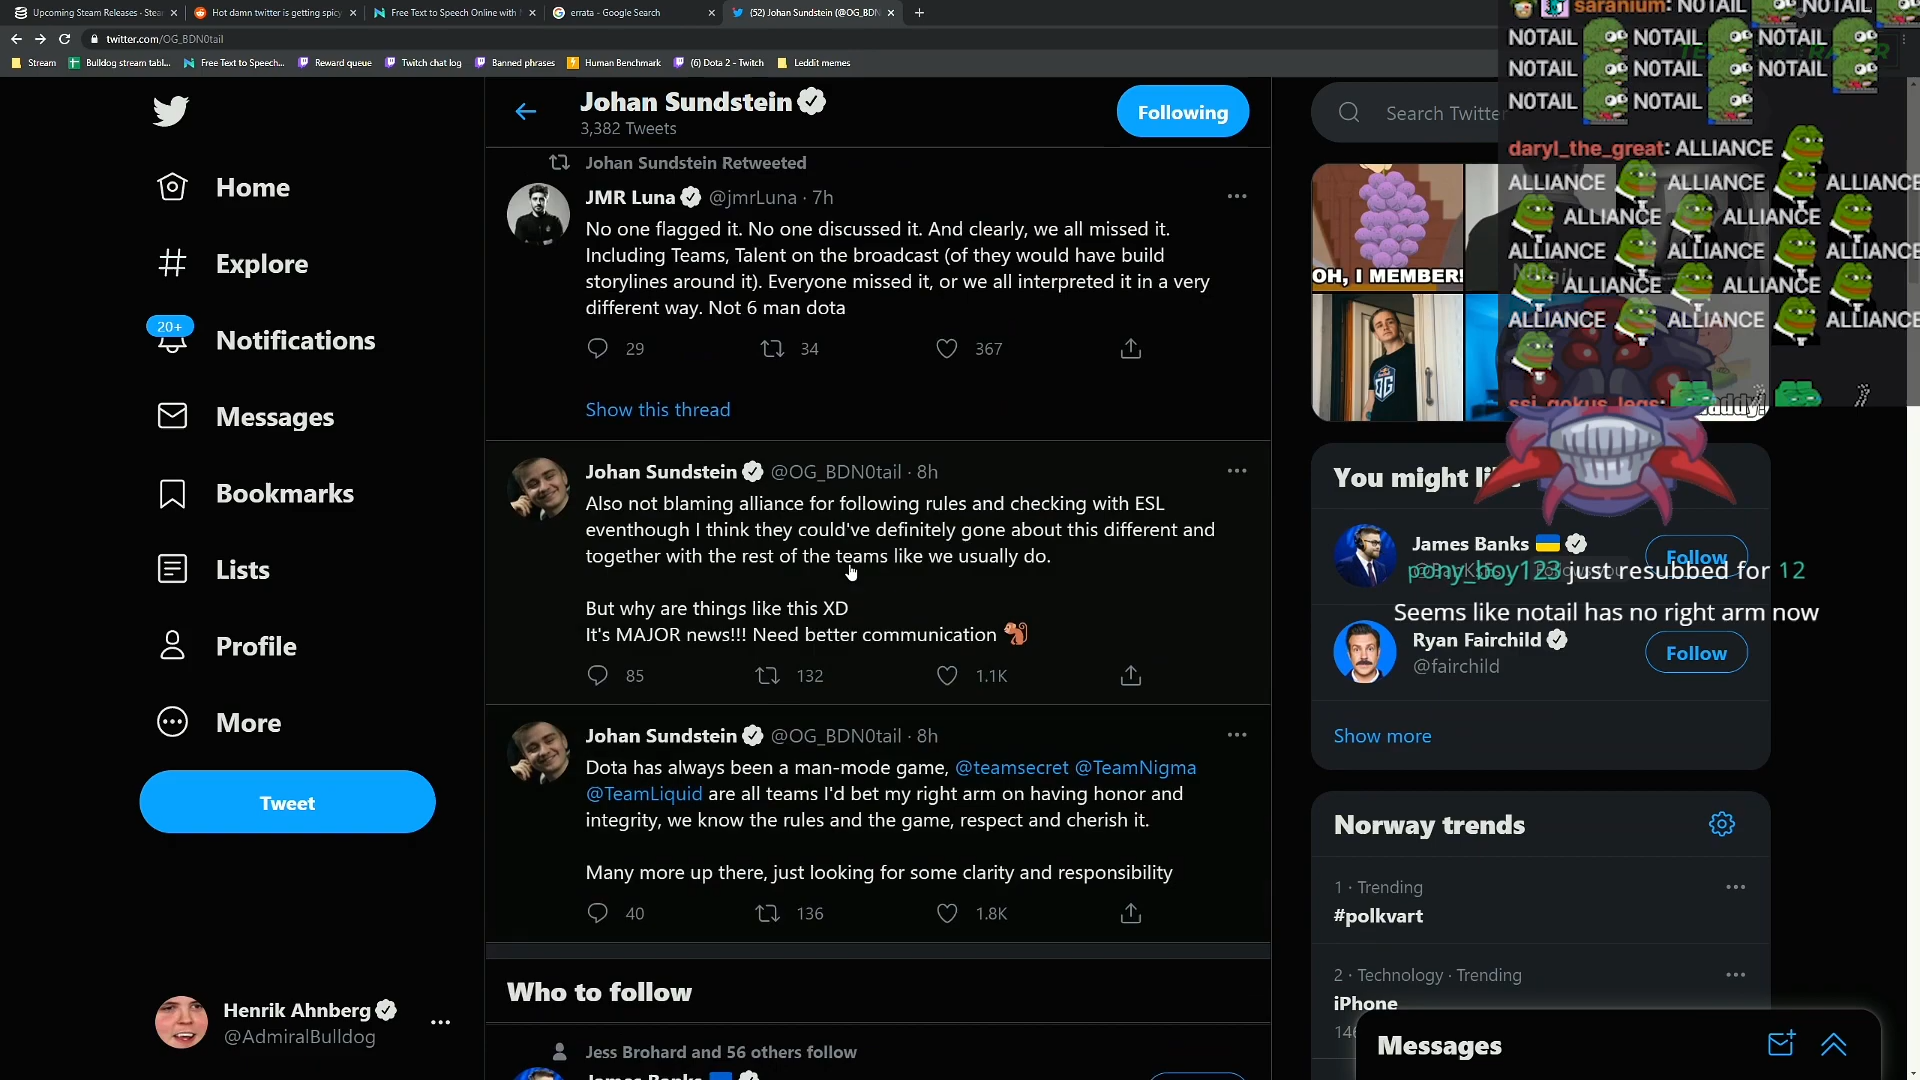 Upcoming Steam Releases - Stea
Hot damn twitter is getting spicy
Free Text to Speech Online with
errata - Google Search
(52) Johan Sundstein (@OG_BDN
twitter.com/OG_BDN0tail
Stream
Bulldog stream tabl...
Free Text to Speech...
Reward queue
Twitch chat log
Banned phrases
Human Benchmark
(6) Dota 2 - Twitch
Leddit memes
Home
Explore
20+
Notifications
Messages
Bookmarks
Lists
Profile
More
Tweet
Henrik Ahnberg
@AdmiralBulldog
Johan Sundstein
3,382 Tweets
Following
Johan Sundstein Retweeted
JMR Luna @jmrLuna · 7h
No one flagged it. No one discussed it. And clearly, we all missed it.
Including Teams, Talent on the broadcast (of they would have build
storylines around it). Everyone missed it, or we all interpreted it in a very
different way. Not 6 man dota
29 34 367
Show this thread
Johan Sundstein @OG_BDN0tail · 8h
Also not blaming alliance for following rules and checking with ESL
eventhough I think they could've definitely gone about this different and
together with the rest of the teams like we usually do.
But why are things like this XD
It's MAJOR news!!! Need better communication
85 132 1.1K
Johan Sundstein @OG_BDN0tail · 8h
Dota has always been a man-mode game, @teamsecret @TeamNigma
@TeamLiquid are all teams I'd bet my right arm on having honor and
integrity, we know the rules and the game, respect and cherish it.
Many more up there, just looking for some clarity and responsibility
40 136 1.8K
Who to follow
Jess Brohard and 56 others follow
James Banks
Search Twitter
OH, I MEMBER!
OG
saranium: NOTAIL NOTAIL
NOTAIL NOTAIL NOTAIL
NOTAIL NOTAIL NOTAIL
NOTAIL NOTAIL
daryl_the_great: ALLIANCE
ALLIANCE ALLIANCE ALLIANCE
ALLIANCE ALLIANCE
ALLIANCE ALLIANCE ALLIANCE
ALLIANCE ALLIANCE
ALLIANCE ALLIANCE ALLIANCE
ssj_gokus_legs:
You might li
James Banks
Follow
pony_boy123 just resubbed for 12
Seems like notail has no right arm now
Ryan Fairchild
@fairchild
Follow
Show more
Norway trends
1 · Trending
#polkvart
2 · Technology · Trending
iPhone
Messages